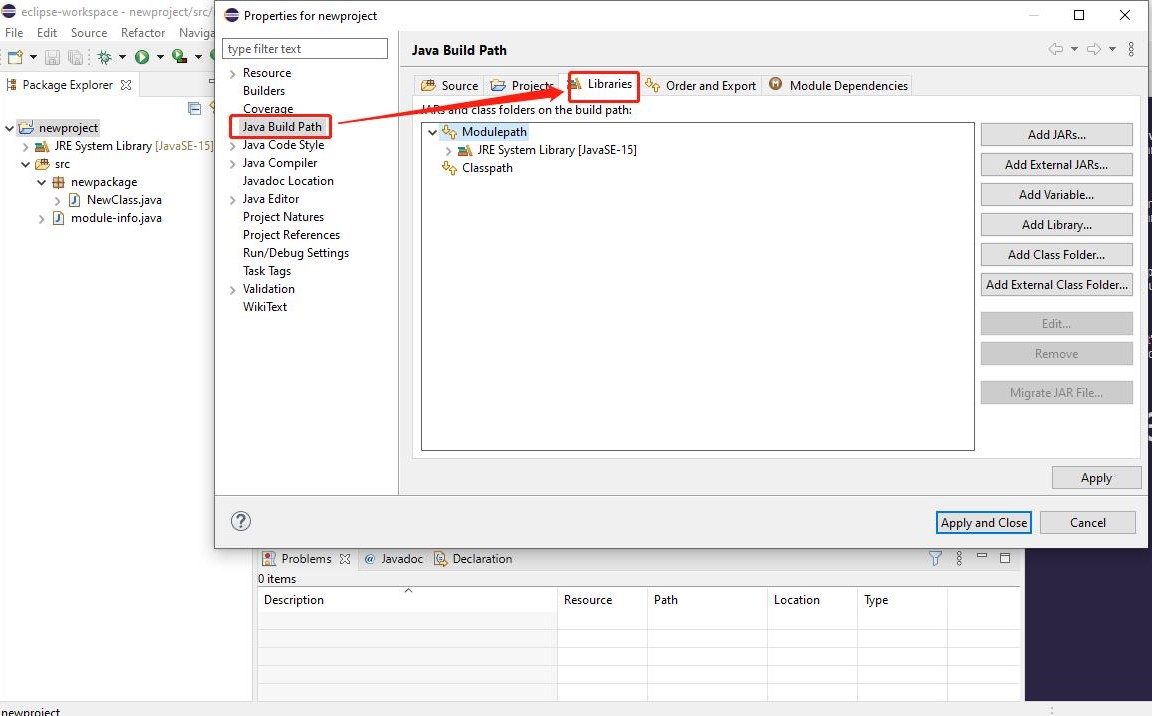 eclipse-workspace - newproject/src/
Properties for newproject
File Edit Source Refactor Naviga
type filter text
Java Build Path
Package Explorer
Resource
Builders
Coverage
Java Build Path
Java Code Style
Java Compiler
Javadoc Location
Java Editor
Project Natures
Project References
Run/Debug Settings
Task Tags
Validation
WikiText
newproject
JRE System Library [JavaSE-15]
src
newpackage
NewClass.java
module-info.java
Source Projects Libraries Order and Export Module Dependencies
JARs and class folders on the build path:
Modulepath
JRE System Library [JavaSE-15]
Classpath
Add JARs...
Add External JARs...
Add Variable...
Add Library...
Add Class Folder...
Add External Class Folder...
Edit...
Remove
Migrate JAR File...
Apply
Apply and Close Cancel
Problems Javadoc Declaration
0 items
Description Resource Path Location Type
newproject